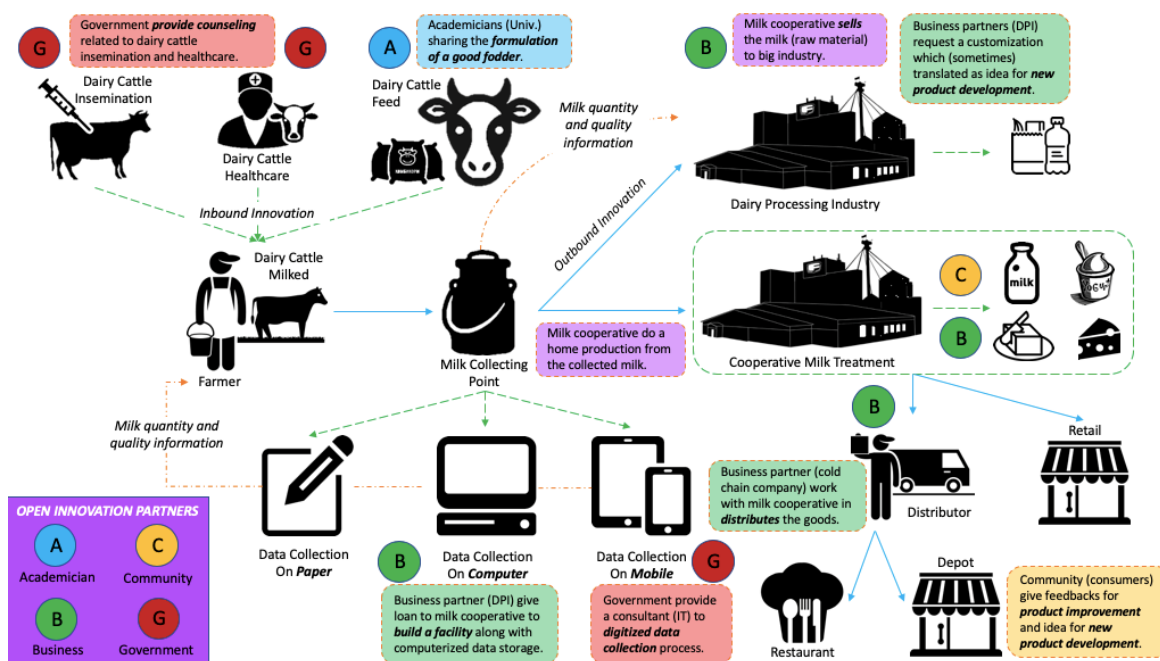 G
Government provide counseling
related to dairy cattle
insemination and healthcare.
G
A
Academicians (Univ.)
sharing the formulation
of a good fodder.
B
Milk cooperative sells
the milk (raw material)
to big industry.
Business partners (DPI)
request a customization
which (sometimes)
translated as idea for new
product development.
Dairy Cattle
Insemination
Dairy Cattle
Healthcare
Dairy Cattle
Feed
Milk quantity
and quality
information
Inbound Innovation
Outbound Innovation
Dairy Processing Industry
Dairy Cattle
Milked
Farmer
Milk Collecting
Point
Milk cooperative do a
home production from
the collected milk.
Cooperative Milk Treatment
C
milk
B
Milk quantity and
quality information
Data Collection
On Paper
Data Collection
On Computer
Data Collection
On Mobile
B
Business partner (DPI) give
loan to milk cooperative to
build a facility along with
computerized data storage.
G
Government provide
a consultant (IT) to
digitized data
collection process.
B
Business partner (cold
chain company) work
with milk cooperative in
distributes the goods.
Distributor
Retail
Restaurant
Depot
Community (consumers)
give feedbacks for
product improvement
and idea for new
product development.
OPEN INNOVATION PARTNERS
A
Academician
C
Community
B
Business
G
Government